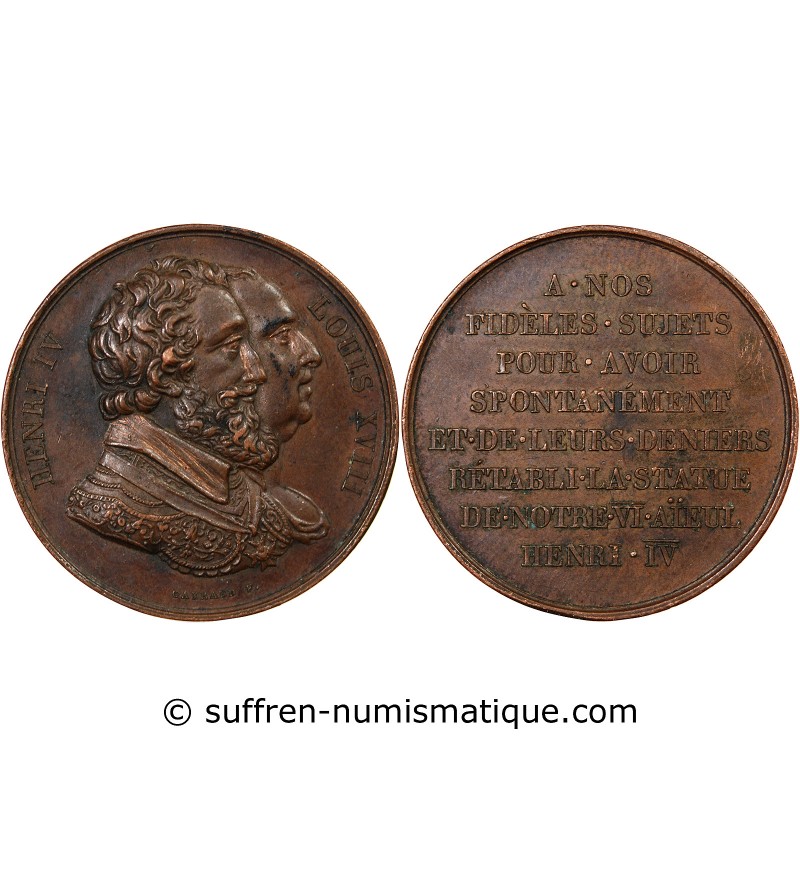 HENRI IV
LOUIS XVIII
A·NOS
FIDÈLES·SUJETS
POUR·AVOIR
SPONTANÉMENT
ET·DE·LEURS·DENIERS
RÉTABLI·LA·STATUE
DE·NOTRE·VI·AÏEUL
HENRI·IV
© suffren-numismatique.com